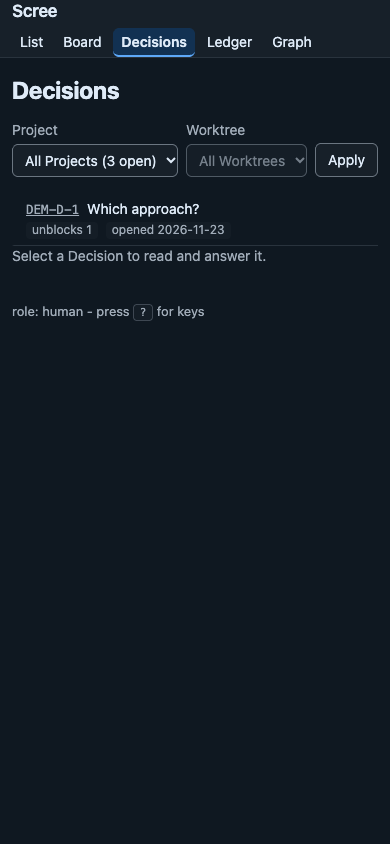 Scree
List Board Decisions Ledger Graph
Decisions
Project Worktree
All Projects (3 open) All Worktrees Apply
DEM-D-1 Which approach?
unblocks 1 opened 2026-11-23
Select a Decision to read and answer it.
role: human - press ? for keys